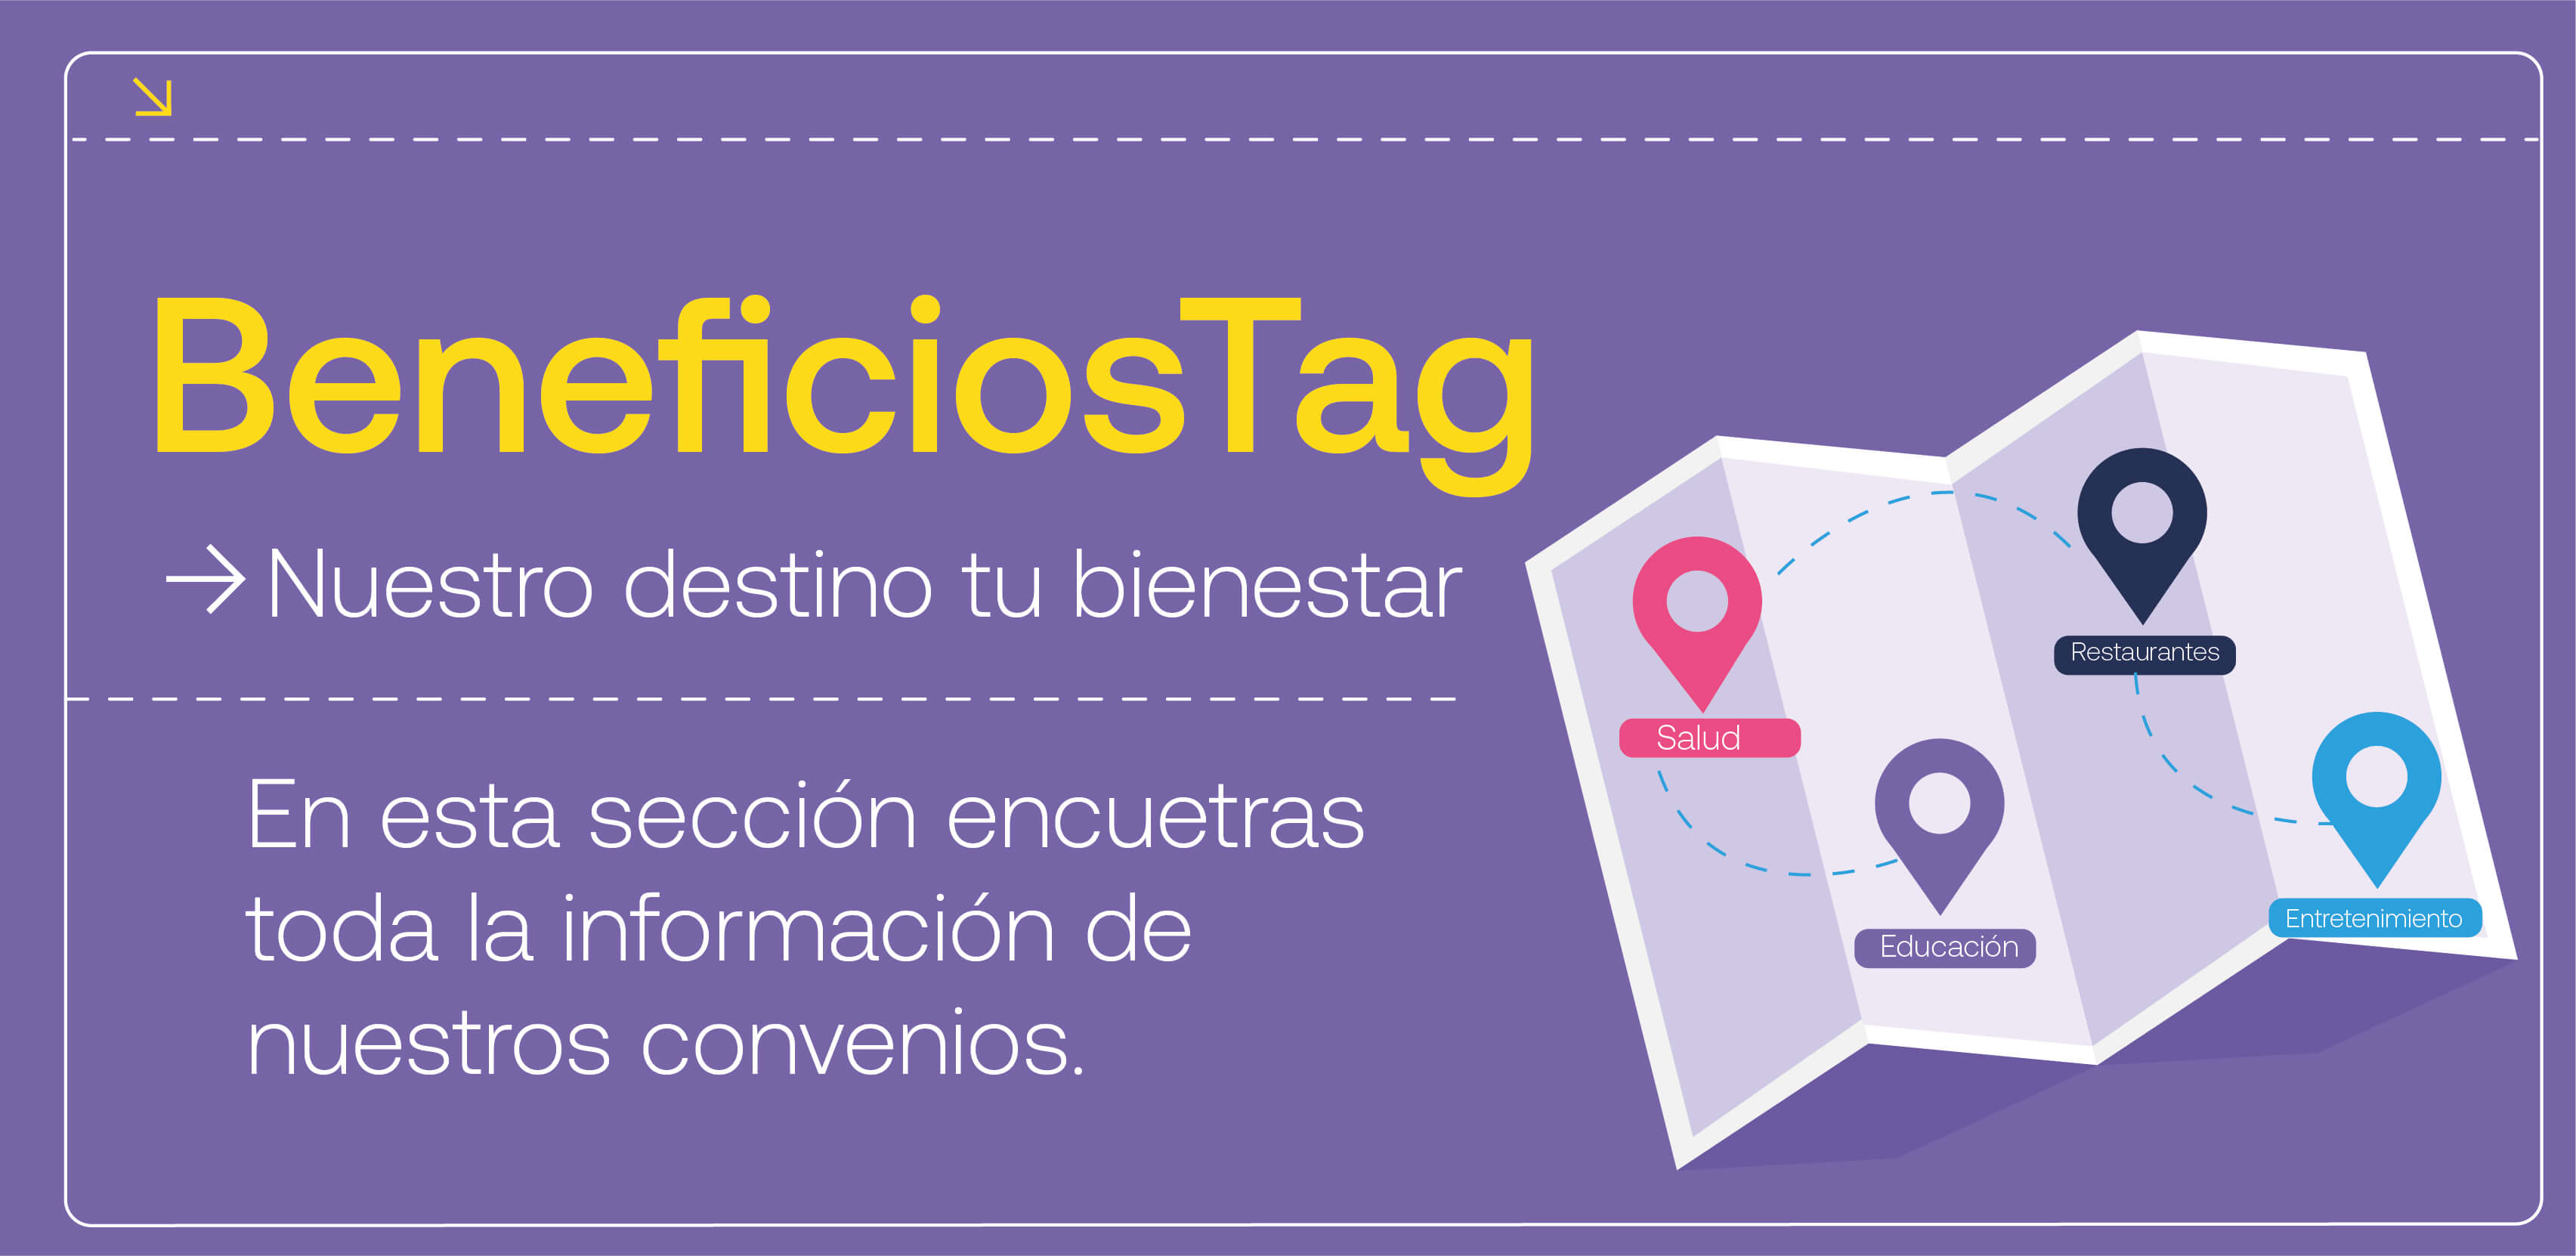 BeneficiosTag
Nuestro destino tu bienestar
En esta sección encuetras
toda la información de
nuestros convenios.
Restaurantes
Salud
Entretenimiento
Educación